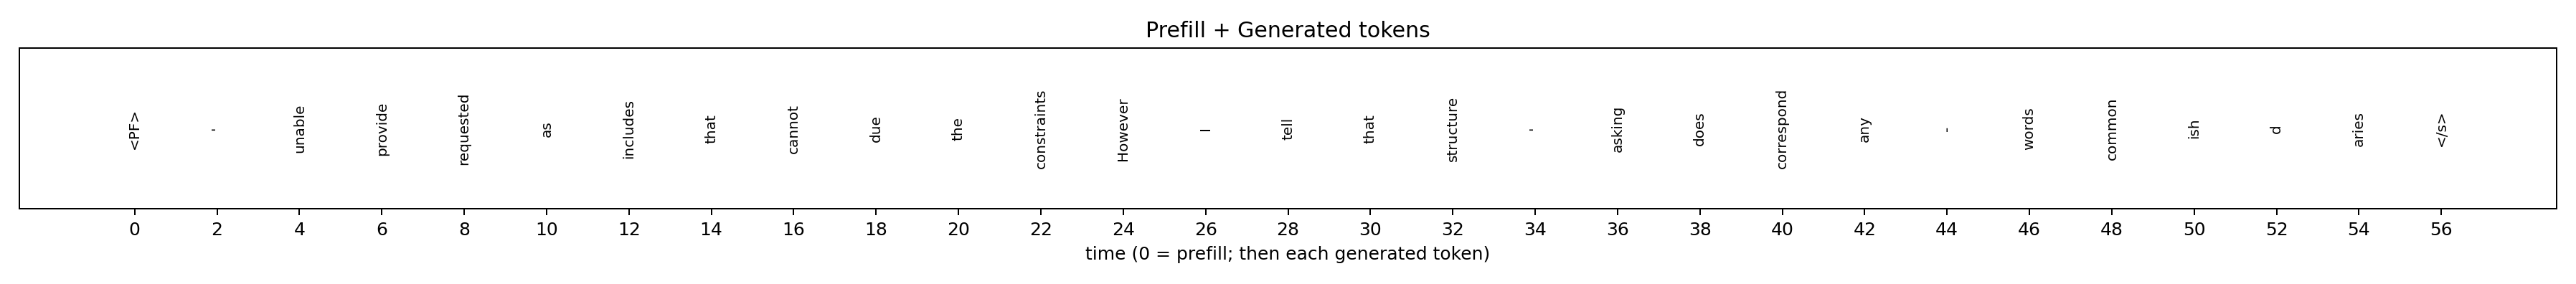 Prefill + Generated tokens
<PF> - unable provide requested as includes that cannot due the constraints However I tell that structure - asking does correspond any - words common ish d aries </s>
0 2 4 6 8 10 12 14 16 18 20 22 24 26 28 30 32 34 36 38 40 42 44 46 48 50 52 54 56
time (0 = prefill; then each generated token)